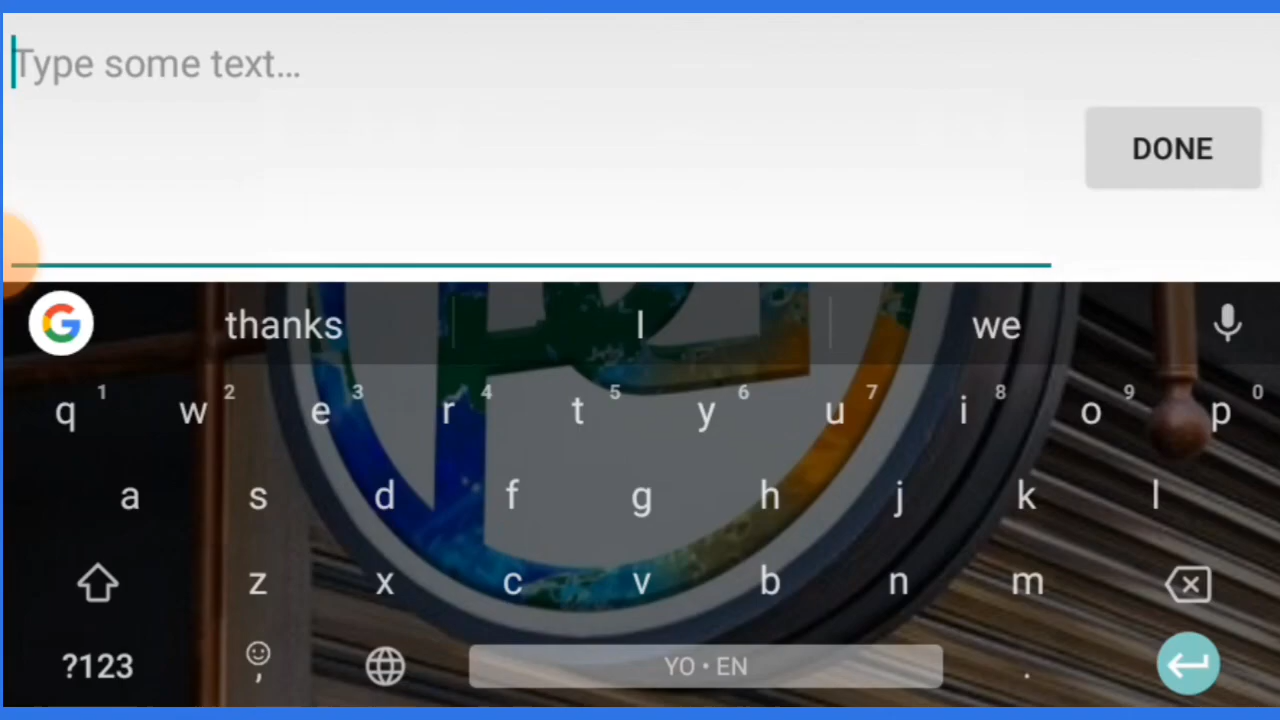 Type some text...
DONE
thanks I we
q 1 w 2 e 3 r 4 t 5 y 6 u 7 i 8 o 9 p 0
a s d f g h j k l
z x c v b n m
?123 , YO • EN .